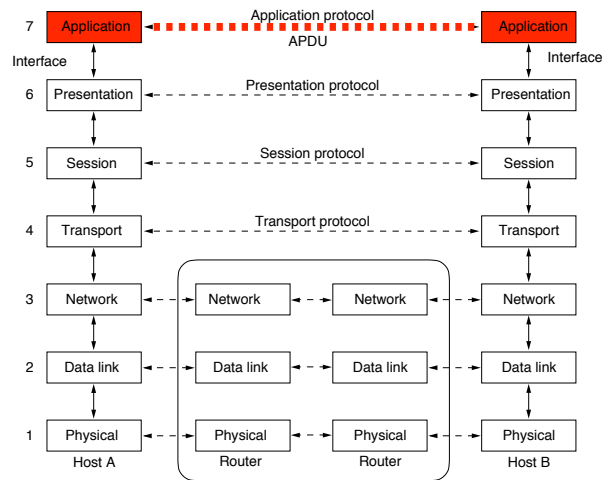 Application protocol
7 Application Application
APDU
Interface Interface
Presentation protocol
6 Presentation Presentation
Session protocol
5 Session Session
Transport protocol
4 Transport Transport
3 Network Network Network Network
2 Data link Data link Data link Data link
1 Physical Physical Physical Physical
Host A Router Router Host B